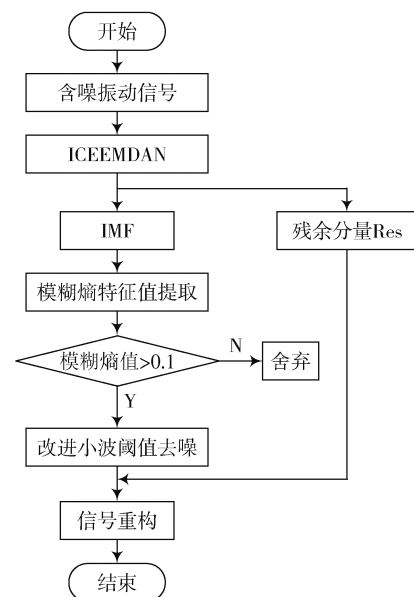 开始
含噪振动信号
ICEEMDAN
IMF
残余分量Res
模糊熵特征值提取
模糊熵值>0.1
N
舍弃
Y
改进小波阈值去噪
信号重构
结束